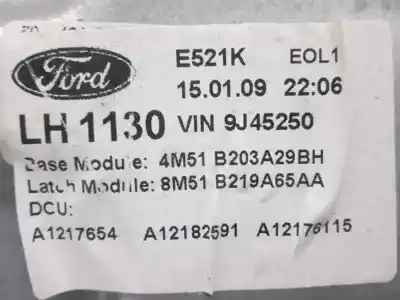 Ford
E521K EOL1
15.01.09 22:06
LH 1130 VIN 9J45250
Base Module: 4M51 B203A29BH
Latch Module: 8M51 B219A65AA
DCU:
A1217654 A12182591 A12176115